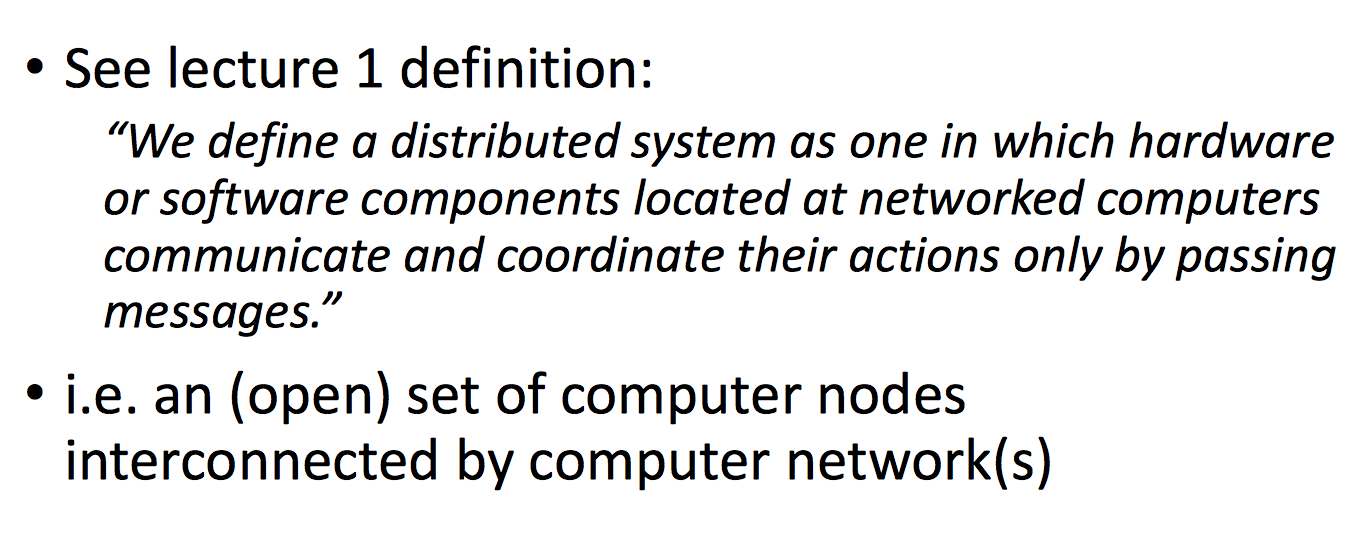 • See lecture 1 definition:
“We define a distributed system as one in which hardware
or software components located at networked computers
communicate and coordinate their actions only by passing
messages.”
• i.e. an (open) set of computer nodes
interconnected by computer network(s)